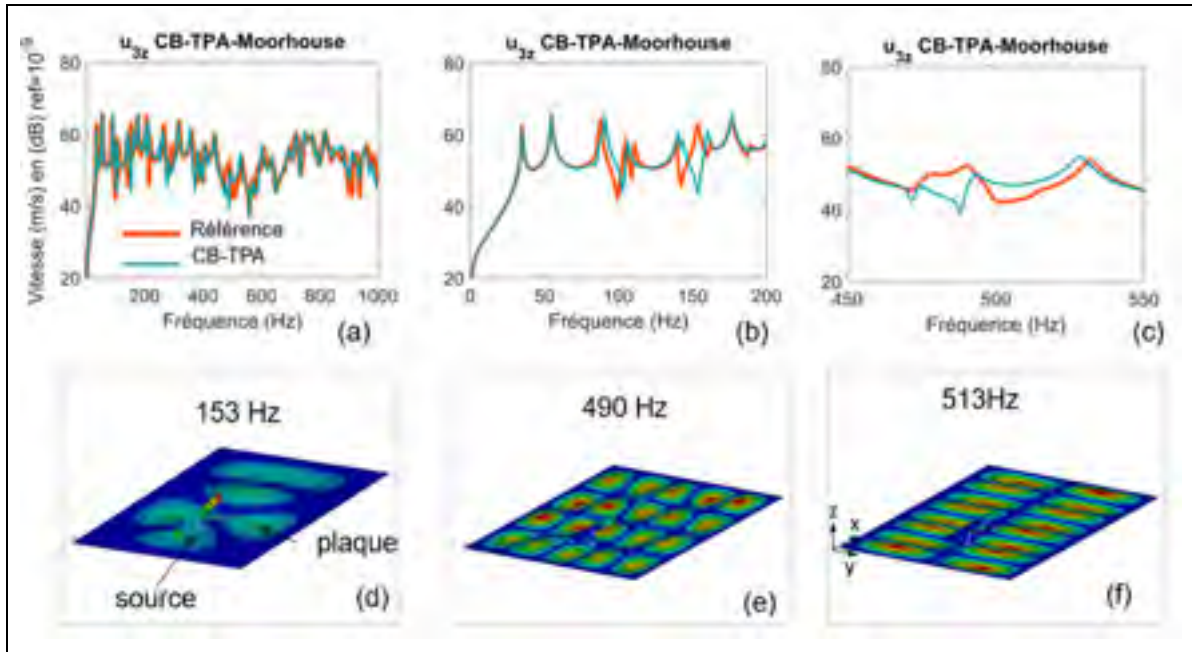 u3z CB-TPA-Moorhouse
Vitesse (m/s) en (dB) ref=10⁻⁹
80
60
40
20
Référence
CB-TPA
200
400
600
800
1000
Fréquence (Hz)
(a)
u3z CB-TPA-Moorhouse
80
60
40
20
0
50
100
150
200
Fréquence (Hz)
(b)
u3z CB-TPA-Moorhouse
80
60
40
20
450
500
550
Fréquence (Hz)
(c)
153 Hz
plaque
source
(d)
490 Hz
(e)
513Hz
z
x
y
(f)